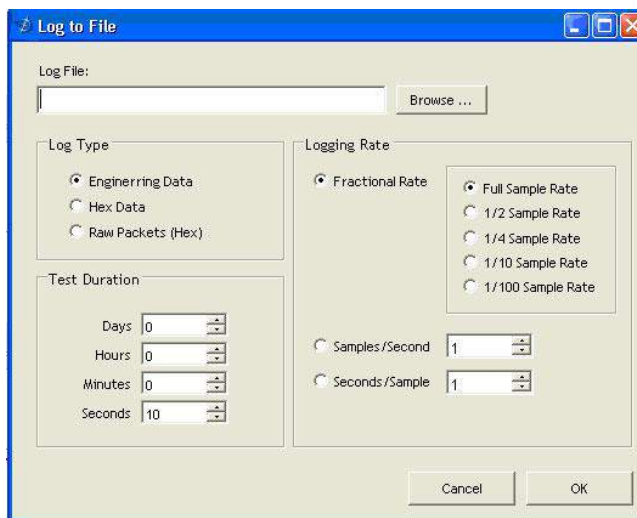 Log to File
Log File:
Browse ...
Log Type
Enginerring Data
Hex Data
Raw Packets (Hex)
Test Duration
Days 0
Hours 0
Minutes 0
Seconds 10
Logging Rate
Fractional Rate
Full Sample Rate
1/2 Sample Rate
1/4 Sample Rate
1/10 Sample Rate
1/100 Sample Rate
Samples/Second 1
Seconds/Sample 1
Cancel
OK